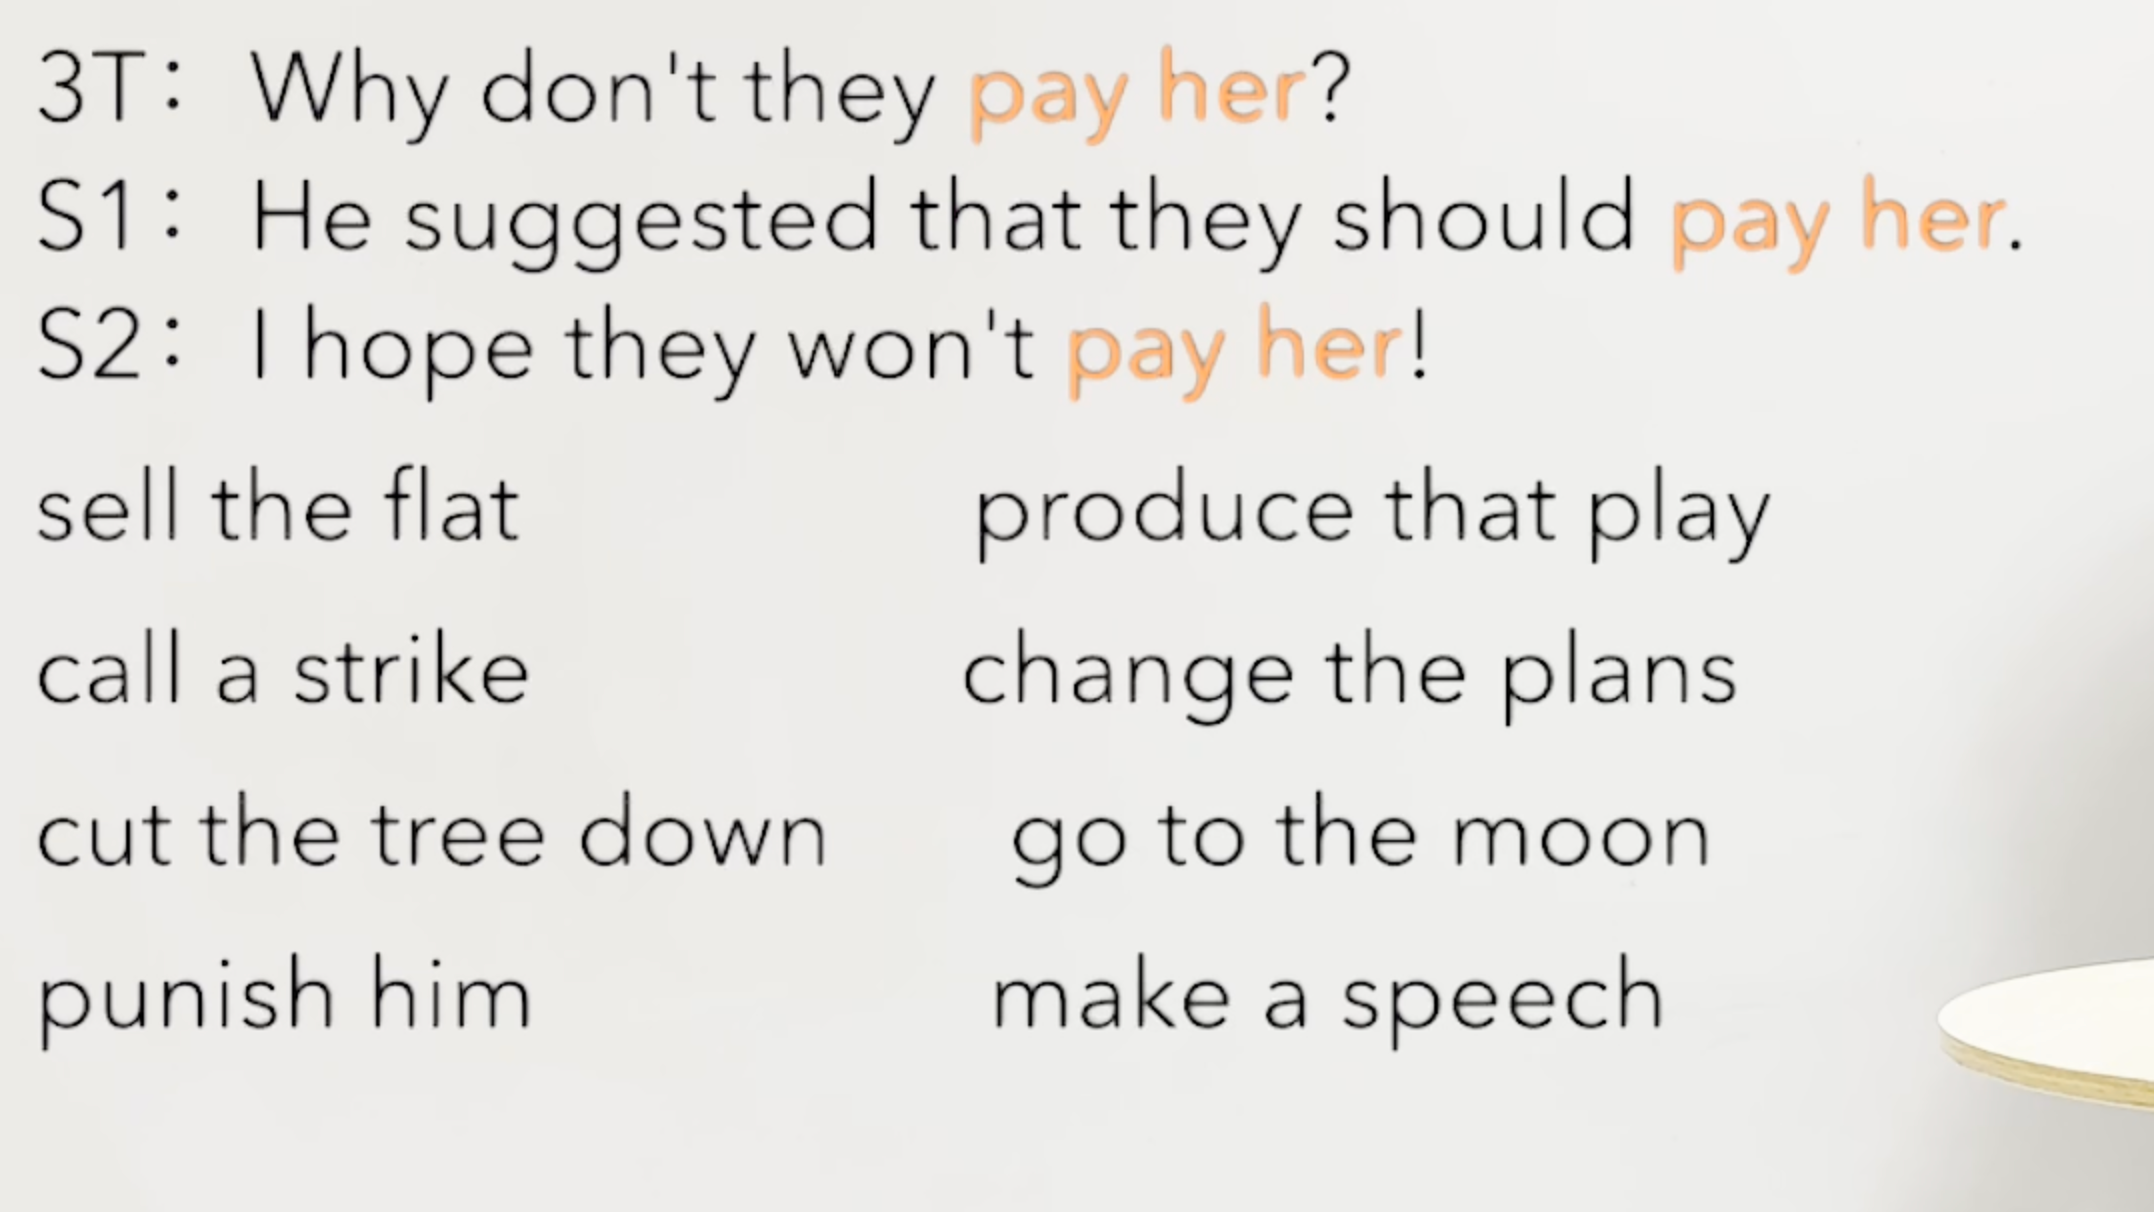 3T: Why don't they pay her?
S1: He suggested that they should pay her.
S2: I hope they won't pay her!
sell the flat produce that play
call a strike change the plans
cut the tree down go to the moon
punish him make a speech